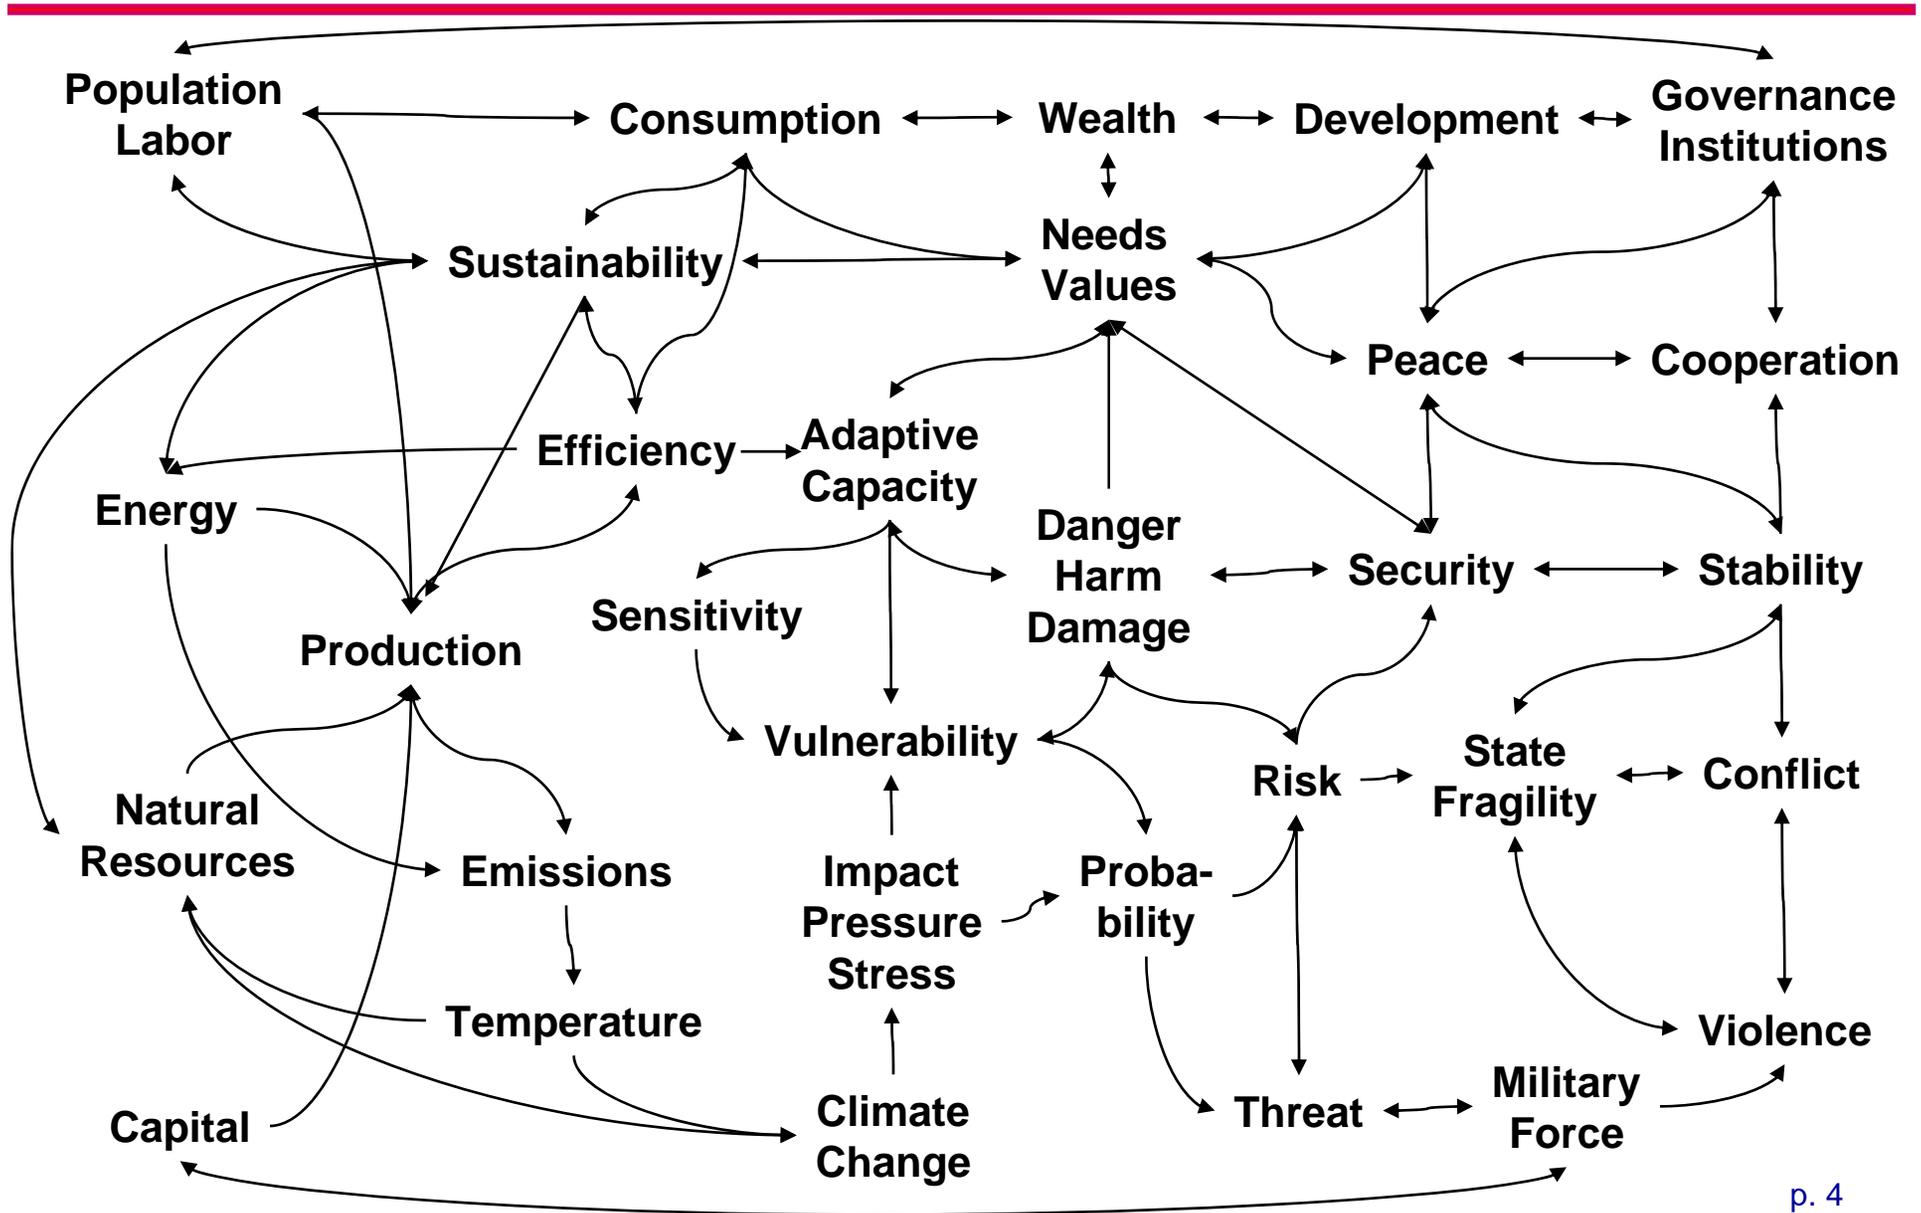 Population
Labor
Consumption
Wealth
Development
Governance
Institutions
Sustainability
Needs
Values
Peace
Cooperation
Efficiency
Adaptive
Capacity
Energy
Danger
Harm
Damage
Security
Stability
Sensitivity
Production
Vulnerability
Risk
State
Fragility
Conflict
Natural
Resources
Emissions
Impact
Pressure
Stress
Proba-
bility
Temperature
Violence
Capital
Climate
Change
Threat
Military
Force
p. 4